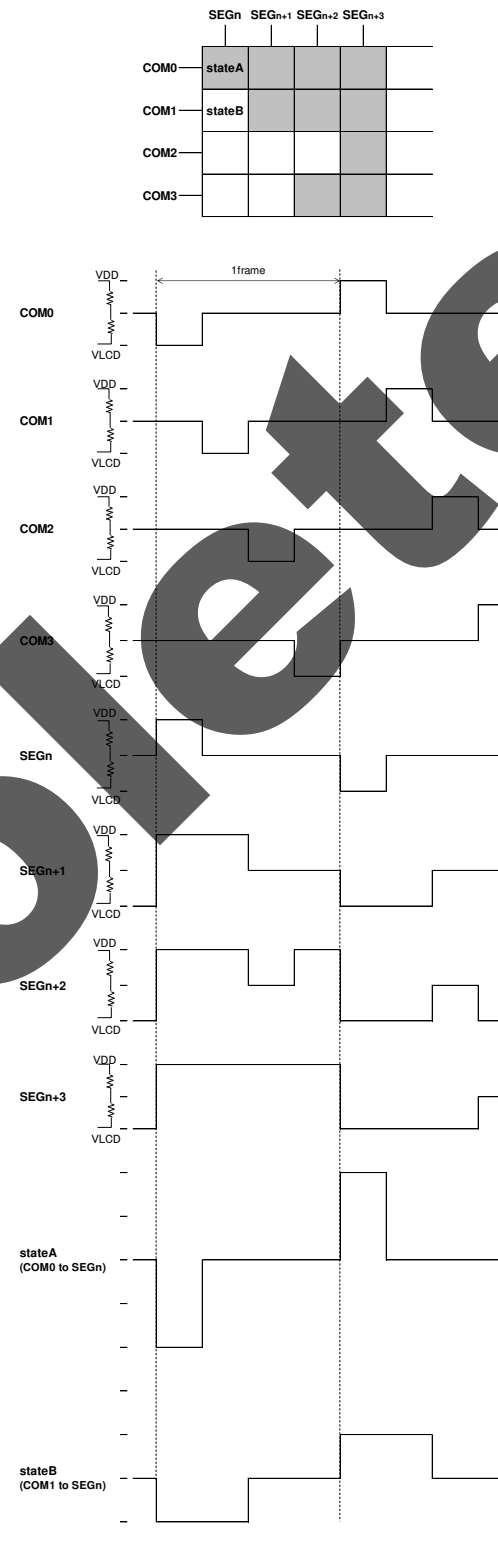 SEGn SEGn+1 SEGn+2 SEGn+3
COM0 stateA
COM1 stateB
COM2
COM3
1frame
VDD
COM0
VLCD
VDD
COM1
VLCD
VDD
COM2
VLCD
VDD
COM3
VLCD
VDD
SEGn
VLCD
VDD
SEGn+1
VLCD
VDD
SEGn+2
VLCD
VDD
SEGn+3
VLCD
stateA
(COM0 to SEGn)
stateB
(COM1 to SEGn)